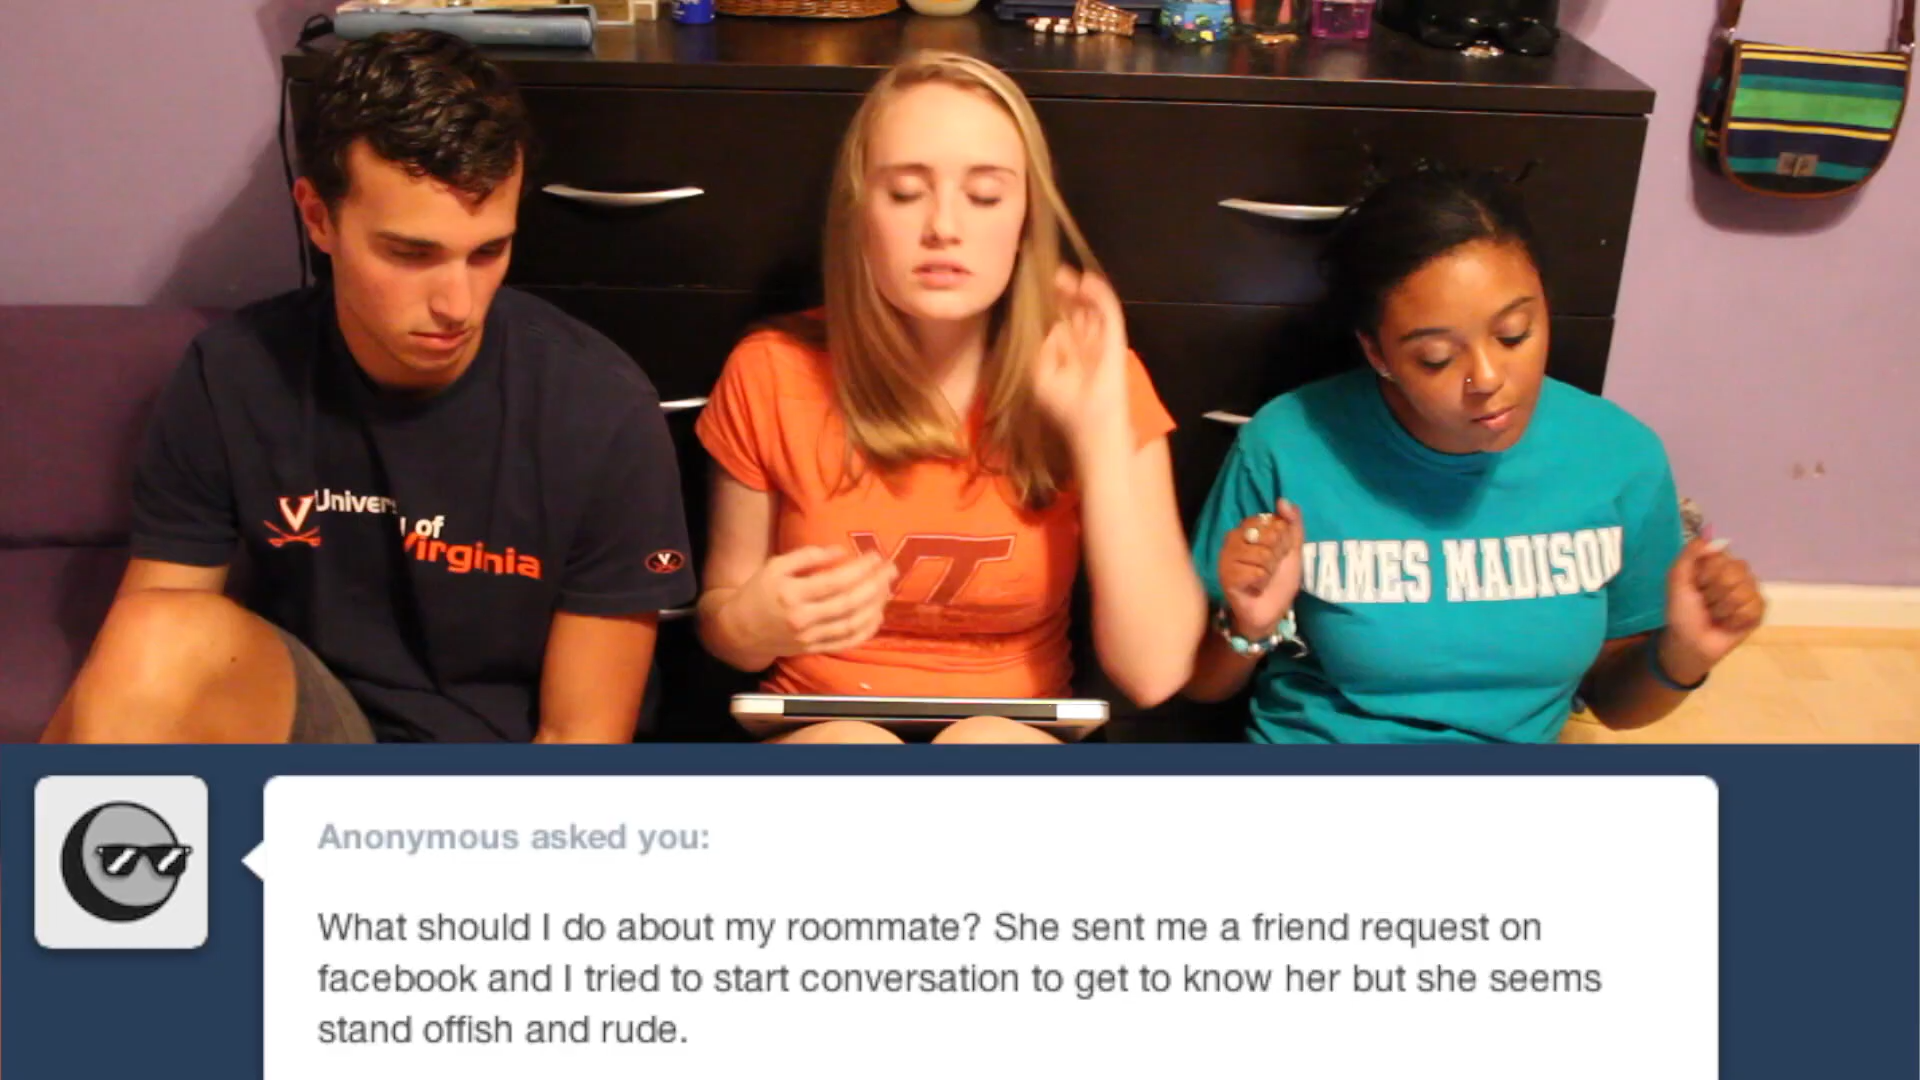 Univer
of
Virginia
V
VT
JAMES MADISON
Anonymous asked you:
What should I do about my roommate? She sent me a friend request on
facebook and I tried to start conversation to get to know her but she seems
stand offish and rude.